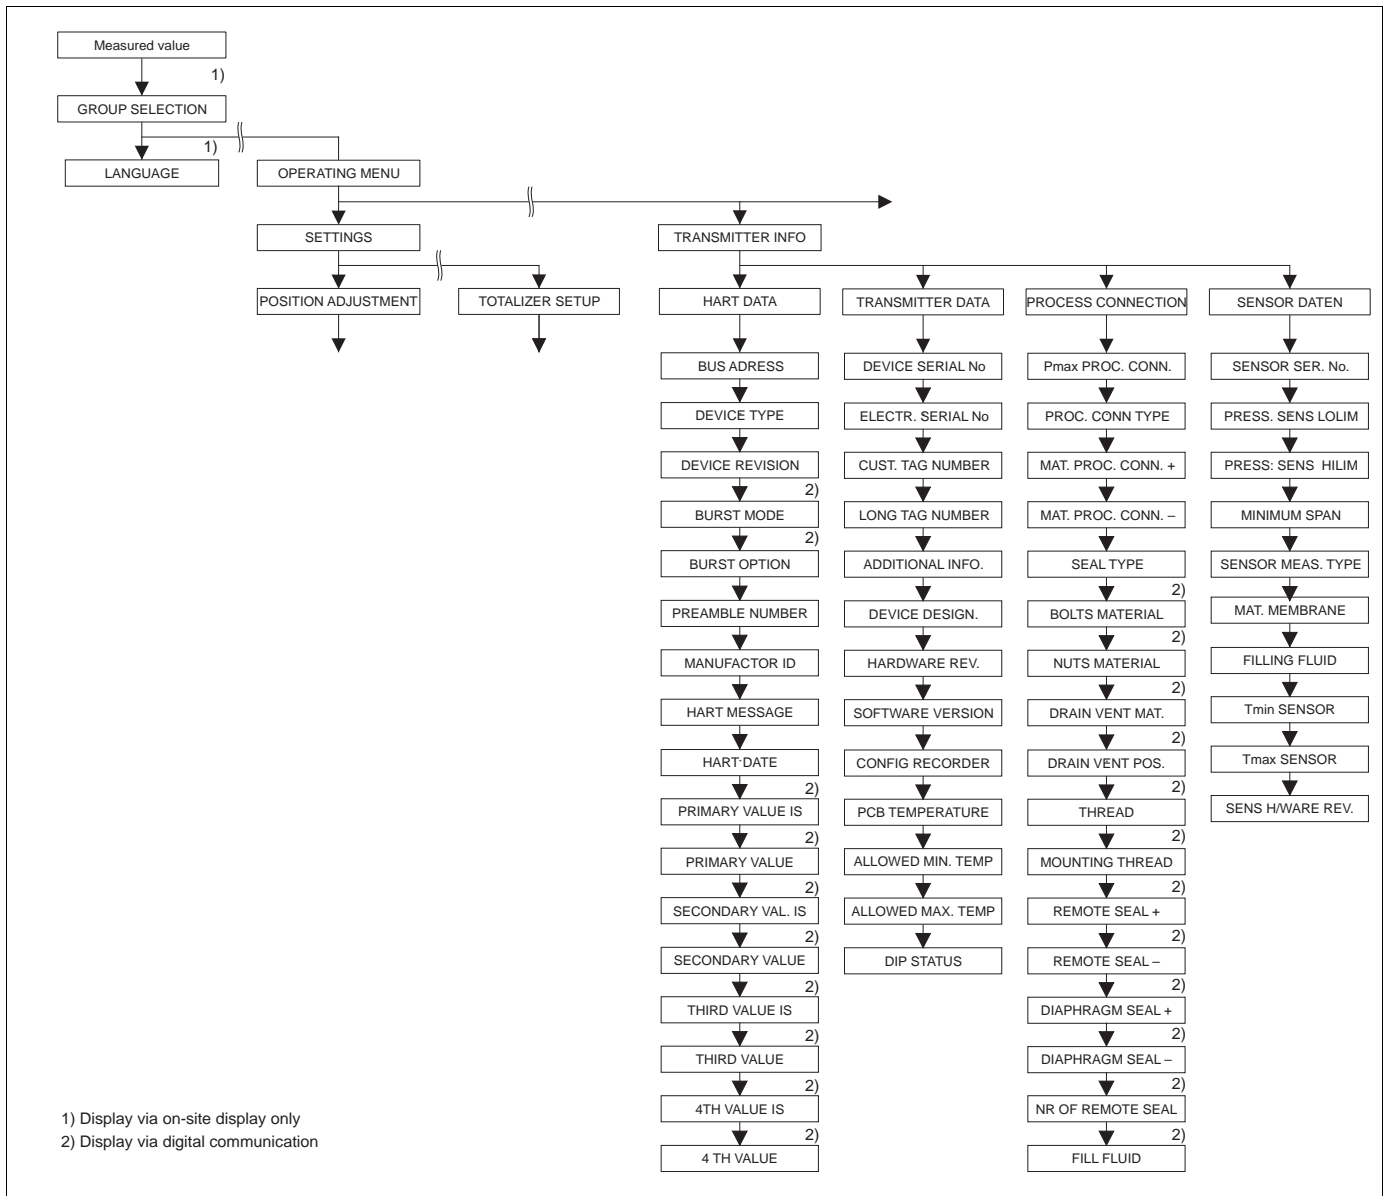 Measured value
1)
GROUP SELECTION
1)
LANGUAGE
OPERATING MENU
SETTINGS
TRANSMITTER INFO
POSITION ADJUSTMENT
TOTALIZER SETUP
HART DATA
TRANSMITTER DATA
PROCESS CONNECTION
SENSOR DATEN
BUS ADRESS
DEVICE TYPE
DEVICE REVISION
2)
BURST MODE
2)
BURST OPTION
PREAMBLE NUMBER
MANUFACTOR ID
HART MESSAGE
HART DATE
2)
PRIMARY VALUE IS
2)
PRIMARY VALUE
2)
SECONDARY VAL. IS
2)
SECONDARY VALUE
2)
THIRD VALUE IS
2)
THIRD VALUE
2)
4TH VALUE IS
2)
4 TH VALUE
DEVICE SERIAL No
ELECTR. SERIAL No
CUST. TAG NUMBER
LONG TAG NUMBER
ADDITIONAL INFO.
DEVICE DESIGN.
HARDWARE REV.
SOFTWARE VERSION
CONFIG RECORDER
PCB TEMPERATURE
ALLOWED MIN. TEMP
ALLOWED MAX. TEMP
DIP STATUS
Pmax PROC. CONN.
PROC. CONN TYPE
MAT. PROC. CONN. +
MAT. PROC. CONN. –
SEAL TYPE
2)
BOLTS MATERIAL
2)
NUTS MATERIAL
2)
DRAIN VENT MAT.
2)
DRAIN VENT POS.
2)
THREAD
2)
MOUNTING THREAD
2)
REMOTE SEAL +
2)
REMOTE SEAL –
2)
DIAPHRAGM SEAL +
2)
DIAPHRAGM SEAL –
2)
NR OF REMOTE SEAL
2)
FILL FLUID
SENSOR SER. No.
PRESS. SENS LOLIM
PRESS: SENS HILIM
MINIMUM SPAN
SENSOR MEAS. TYPE
MAT. MEMBRANE
FILLING FLUID
Tmin SENSOR
Tmax SENSOR
SENS H/WARE REV.
1) Display via on-site display only
2) Display via digital communication